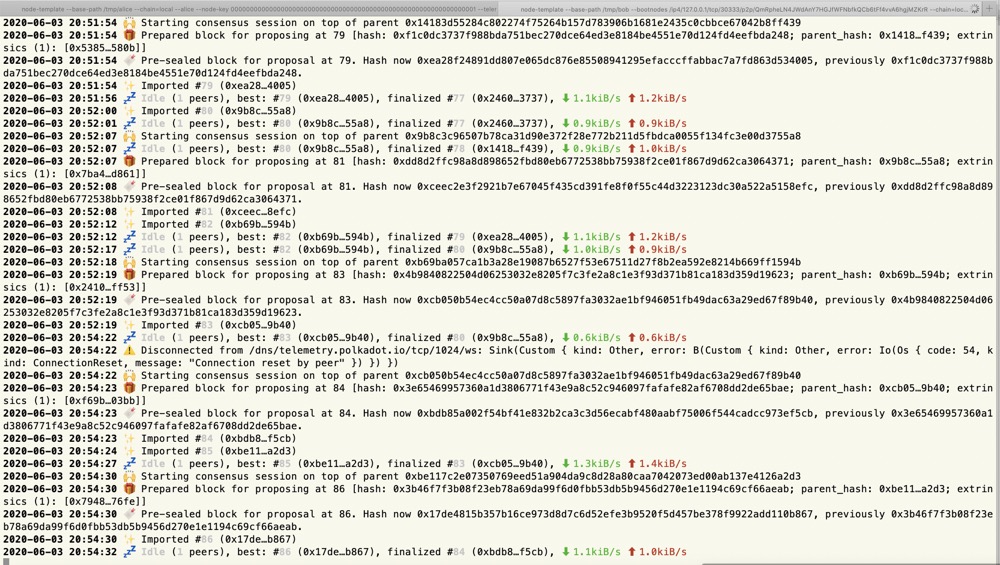 node-template --base-path /tmp/alice --chain=local --alice --node-key
node-template --base-path /tmp/bob --bootnodes --chain=loc...
2020-06-03 20:51:54 🙌 Starting consensus session on top of parent 0x14183d55284c802274f75264b157d783906b1681e2435c0cbbce67042b8ff439
2020-06-03 20:51:54 🎁 Prepared block for proposing at 79 [hash: 0xf1c0dc3737f988bda751bec270dce64ed3e8184be4551e70d124fd4eefbda248; parent_hash: 0x1418…f439; extrin
sics (1): [0x5385…580b]]
2020-06-03 20:51:54 🔖 Pre-sealed block for proposal at 79. Hash now 0xea28f24891dd807e065dc876e85508941295efacccffabbac7a7fd863d534005, previously 0xf1c0dc3737f988b
da751bec270dce64ed3e8184be4551e70d124fd4eefbda248.
2020-06-03 20:51:54 ✨ Imported #79 (0xea28…4005)
2020-06-03 20:51:56 💤 Idle (1 peers), best: #79 (0xea28…4005), finalized #77 (0x2460…3737), ⬇ 1.1kiB/s ⬆ 1.2kiB/s
2020-06-03 20:52:00 ✨ Imported #80 (0x9b8c…55a8)
2020-06-03 20:52:01 💤 Idle (1 peers), best: #80 (0x9b8c…55a8), finalized #77 (0x2460…3737), ⬇ 0.9kiB/s ⬆ 0.9kiB/s
2020-06-03 20:52:07 🙌 Starting consensus session on top of parent 0x9b8c3c96507b78ca31d90e372f28e772b211d5fbdca0055f134fc3e00d3755a8
2020-06-03 20:52:07 💤 Idle (1 peers), best: #80 (0x9b8c…55a8), finalized #78 (0x1418…f439), ⬇ 0.9kiB/s ⬆ 1.0kiB/s
2020-06-03 20:52:07 🎁 Prepared block for proposing at 81 [hash: 0xdd8d2ffc98a8d898652fbd80eb6772538bb75938f2ce01f867d9d62ca3064371; parent_hash: 0x9b8c…55a8; extrin
sics (1): [0x7ba4…d861]]
2020-06-03 20:52:08 🔖 Pre-sealed block for proposal at 81. Hash now 0xceec2e3f2921b7e67045f435cd391fe8f0f55c44d3223123dc30a522a5158efc, previously 0xdd8d2ffc98a8d89
8652fbd80eb6772538bb75938f2ce01f867d9d62ca3064371.
2020-06-03 20:52:08 ✨ Imported #81 (0xceec…8efc)
2020-06-03 20:52:12 ✨ Imported #82 (0xb69b…594b)
2020-06-03 20:52:12 💤 Idle (1 peers), best: #82 (0xb69b…594b), finalized #79 (0xea28…4005), ⬇ 1.1kiB/s ⬆ 1.2kiB/s
2020-06-03 20:52:17 💤 Idle (1 peers), best: #82 (0xb69b…594b), finalized #80 (0x9b8c…55a8), ⬇ 1.0kiB/s ⬆ 0.9kiB/s
2020-06-03 20:52:18 🙌 Starting consensus session on top of parent 0xb69ba057ca1b3a28e19087e6527f53e67511d27f8b2ea592e8214b669ff1594b
2020-06-03 20:52:19 🎁 Prepared block for proposing at 83 [hash: 0x4b9840822504d06253032e8205f7c3fe2a8c1e3f93d371b81ca183d359d19623; parent_hash: 0xb69b…594b; extrin
sics (1): [0x2410…ff53]]
2020-06-03 20:52:19 🔖 Pre-sealed block for proposal at 83. Hash now 0xcb050b54ec4cc50a07d8c5897fa3032ae1bf946051fb49dac63a29ed67f89b40, previously 0x4b9840822504d06
253032e8205f7c3fe2a8c1e3f93d371b81ca183d359d19623.
2020-06-03 20:52:19 ✨ Imported #83 (0xcb05…9b40)
2020-06-03 20:54:22 💤 Idle (1 peers), best: #83 (0xcb05…9b40), finalized #80 (0x9b8c…55a8), ⬇ 0.6kiB/s ⬆ 0.6kiB/s
2020-06-03 20:54:22 ⚠️ Disconnected from /dns/telemetry.polkadot.io/tcp/1024/ws: Sink(Custom { kind: Other, error: B(Custom { kind: Other, error: Io(Os { code: 54, k
ind: ConnectionReset, message: "Connection reset by peer" }) }) })
2020-06-03 20:54:22 🙌 Starting consensus session on top of parent 0xcb050b54ec4cc50a07d8c5897fa3032ae1bf946051fb49dac63a29ed67f89b40
2020-06-03 20:54:23 🎁 Prepared block for proposing at 84 [hash: 0x3e65469957360a1d3806771f43e9a8c52c946097fafafe82af6708dd2de65bae; parent_hash: 0xcb05…9b40; extrin
sics (1): [0xf69b…03bb]]
2020-06-03 20:54:23 🔖 Pre-sealed block for proposal at 84. Hash now 0xbdb85a002f54bf41e832b2ca3c3d56ecabf480aabf75006f544cadcc973ef5cb, previously 0x3e65469957360a1
d3806771f43e9a8c52c946097fafafe82af6708dd2de65bae.
2020-06-03 20:54:23 ✨ Imported #84 (0xbdb8…f5cb)
2020-06-03 20:54:24 ✨ Imported #85 (0xbe11…a2d3)
2020-06-03 20:54:27 💤 Idle (1 peers), best: #85 (0xbe11…a2d3), finalized #83 (0xcb05…9b40), ⬇ 1.3kiB/s ⬆ 1.4kiB/s
2020-06-03 20:54:30 🙌 Starting consensus session on top of parent 0xbe117c2e07350769eed51a904da9c8d28a80caa7042073ed00ab137e4126a2d3
2020-06-03 20:54:30 🎁 Prepared block for proposing at 86 [hash: 0x3b46f7f3b08f23eb78a69da99f6d0fbb53db5b9456d270e1e1194c69cf66aeab; parent_hash: 0xbe11…a2d3; extrin
sics (1): [0x7948…76fe]]
2020-06-03 20:54:30 🔖 Pre-sealed block for proposal at 86. Hash now 0x17de4815b357b16ce973d8d7c6d52efe3b9520f5d457be378f9922add110b867, previously 0x3b46f7f3b08f23e
b78a69da99f6d0fbb53db5b9456d270e1e1194c69cf66aeab.
2020-06-03 20:54:30 ✨ Imported #86 (0x17de…b867)
2020-06-03 20:54:32 💤 Idle (1 peers), best: #86 (0x17de…b867), finalized #84 (0xbdb8…f5cb), ⬇ 1.1kiB/s ⬆ 1.0kiB/s